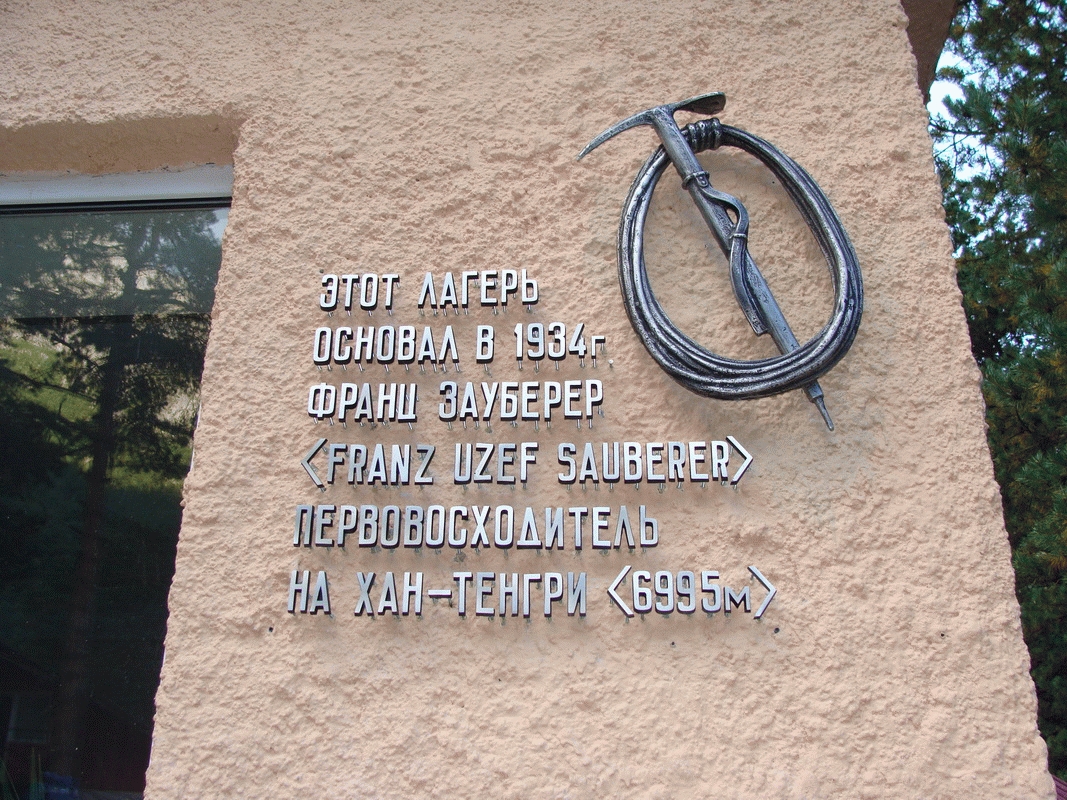 ЭТОТ ЛАГЕРЬ
ОСНОВАЛ В 1934г.
ФРАНЦ ЗАУБЕРЕР
<FRANZ UZEF SAUBERER>
ПЕРВОВОСХОДИТЕЛЬ
НА ХАН-ТЕНГРИ <6995м>